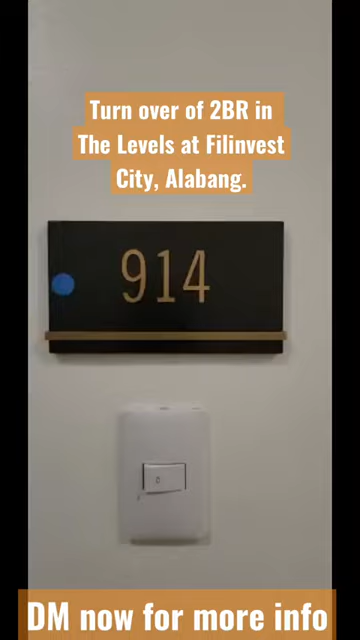 Turn over of 2BR in
The Levels at Filinvest
City, Alabang.
914
DM now for more info